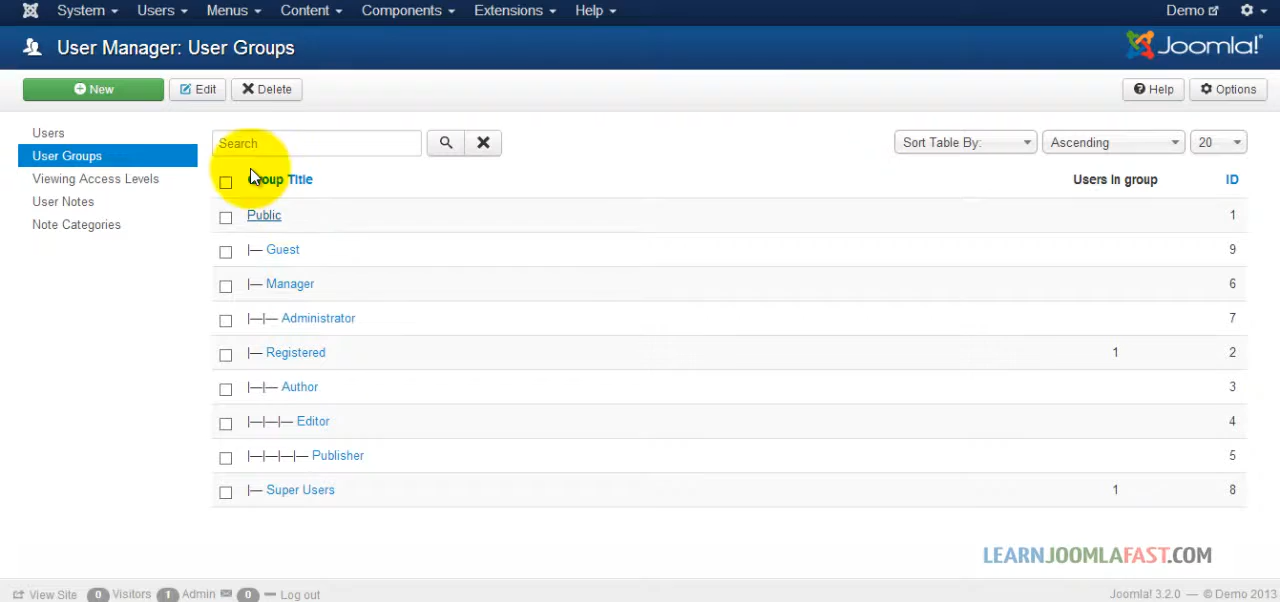 System Users Menus Content Components Extensions Help Demo
User Manager: User Groups Joomla!®
New Edit Delete Help Options
Users
User Groups
Viewing Access Levels
User Notes
Note Categories
Search Sort Table By: Ascending 20
Group Title Users in group ID
Public 1
|— Guest 9
|— Manager 6
|—|— Administrator 7
|— Registered 1 2
|—|— Author 3
|—|—|— Editor 4
|—|—|—|— Publisher 5
|— Super Users 1 8
LEARNJOOMLAFAST.COM
View Site 0 Visitors 1 Admin 0 Log out Joomla! 3.2.0 — © Demo 2013